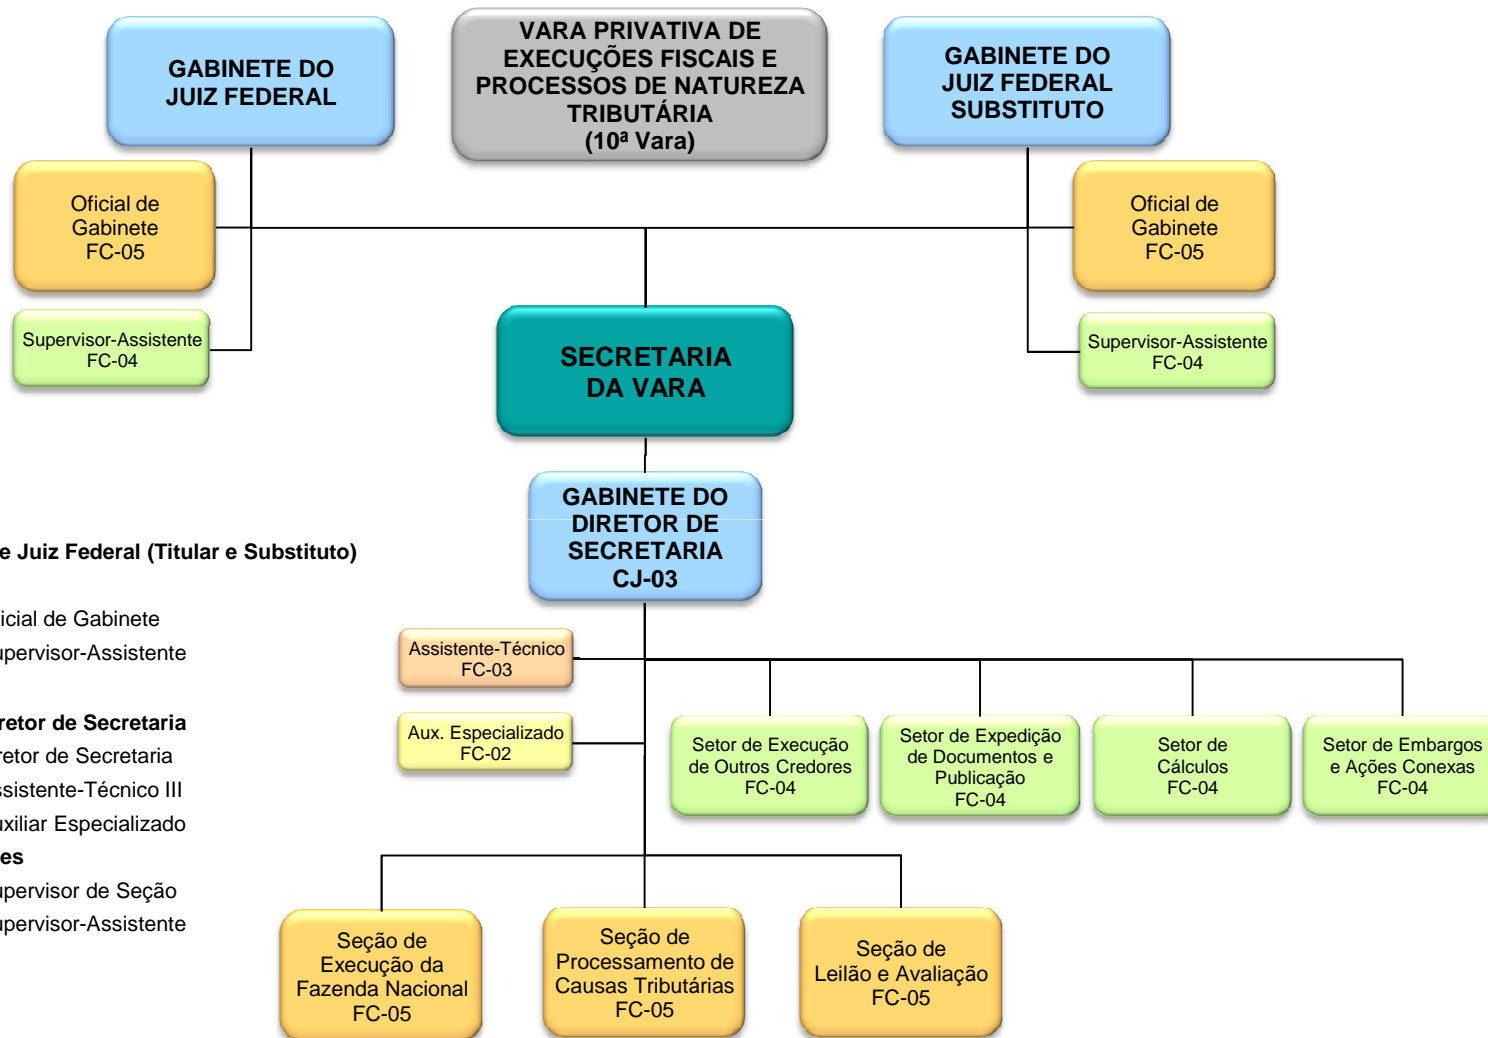 GABINETE DO
JUIZ FEDERAL
VARA PRIVATIVA DE
EXECUÇÕES FISCAIS E
PROCESSOS DE NATUREZA
TRIBUTÁRIA
(10ª Vara)
GABINETE DO
JUIZ FEDERAL
SUBSTITUTO
Oficial de
Gabinete
FC-05
Oficial de
Gabinete
FC-05
Supervisor-Assistente
FC-04
Supervisor-Assistente
FC-04
SECRETARIA
DA VARA
GABINETE DO
DIRETOR DE
SECRETARIA
CJ-03
e Juiz Federal (Titular e Substituto)
icial de Gabinete
upervisor-Assistente
retor de Secretaria
retor de Secretaria
ssistente-Técnico III
uxiliar Especializado
es
upervisor de Seção
upervisor-Assistente
Assistente-Técnico
FC-03
Aux. Especializado
FC-02
Setor de Execução
de Outros Credores
FC-04
Setor de Expedição
de Documentos e
Publicação
FC-04
Setor de
Cálculos
FC-04
Setor de Embargos
e Ações Conexas
FC-04
Seção de
Execução da
Fazenda Nacional
FC-05
Seção de
Processamento de
Causas Tributárias
FC-05
Seção de
Leilão e Avaliação
FC-05